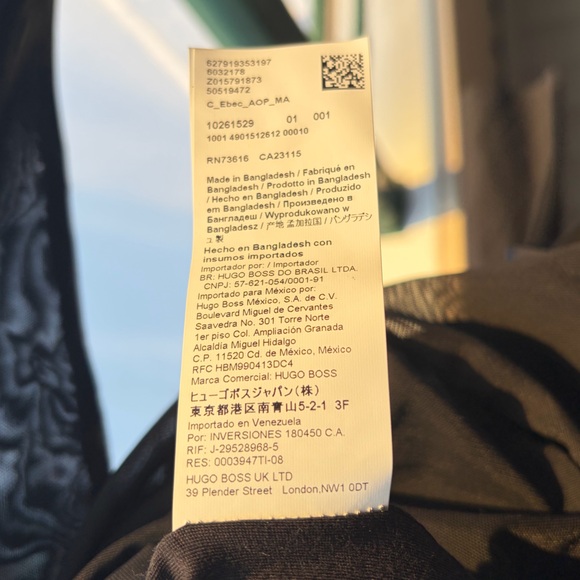 627919353197
6032178
Z015791873
50519472
C_Ebec_AOP_MA
10261529 01 001
1001 4901512612 00010
RN73616 CA23115
Made in Bangladesh / Fabriqué en
Bangladesh / Prodotto in Bangladesh
/ Hecho en Bangladesh / Produzido
em Bangladesh / Произведено в
Бангладеш / Wyprodukowano w
Bangladesz / 产地 孟加拉国 / バングラデシ
ュ製
Hecho en Bangladesh con
insumos importados
Importador por: / Importador
BR: HUGO BOSS DO BRASIL LTDA.
CNPJ: 57-621-054/0001-91
Importado para México por:
Hugo Boss México, S.A. de C.V.
Boulevard Miguel de Cervantes
Saavedra No. 301 Torre Norte
1er piso Col. Ampliación Granada
Alcaldía Miguel Hidalgo
C.P. 11520 Cd. de México, México
RFC HBM990413DC4
Marca Comercial: HUGO BOSS
ヒューゴボスジャパン(株)
東京都港区南青山5-2-1 3F
Importado en Venezuela
Por: INVERSIONES 180450 C.A.
RIF: J-29528968-5
RES: 0003947TI-08
HUGO BOSS UK LTD
39 Plender Street London,NW1 0DT